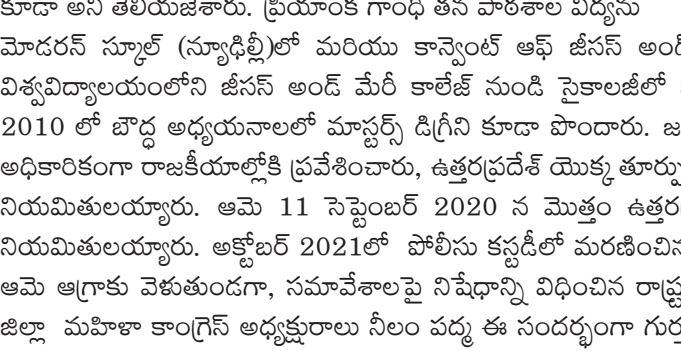 కూడా అని తెలియజేశారు. ప్రియాంక గాంధీ తన పాఠశాల విద్యను
మోడరన్ స్కూల్ (న్యూఢిల్లీ)లో మరియు కాన్వెంట్ ఆఫ్ జీసస్ అండ్
విశ్వవిద్యాలయంలోని జీసస్ అండ్ మేరీ కాలేజ్ నుండి సైకాలజీలో
2010 లో బౌద్ధ అధ్యయనాలలో మాస్టర్స్ డిగ్రీని కూడా పొందారు. జ
అధికారికంగా రాజకీయాల్లోకి ప్రవేశించారు, ఉత్తరప్రదేశ్ యొక్క తూర్పు
నియమితులయ్యారు. ఆమె 11 సెప్టెంబర్ 2020 న మొత్తం ఉత్తర
నియమితులయ్యారు. అక్టోబర్ 2021లో పోలీసు కస్టడీలో మరణించిన
ఆమె ఆగ్రాకు వెళుతుండగా, సమావేశాలపై నిషేధాన్ని విధించిన రాష్ట్ర
జిల్లా మహిళా కాంగ్రెస్ అధ్యక్షురాలు నీలం పద్మ ఈ సందర్భంగా గుర్తు